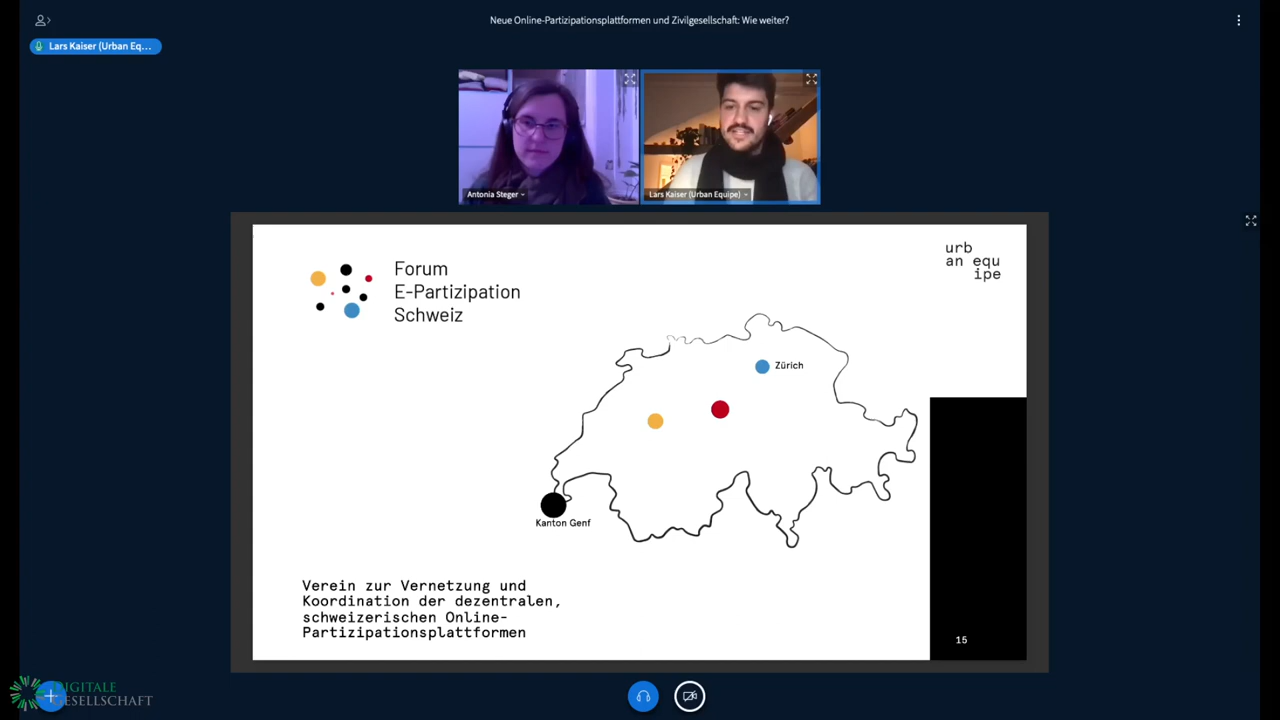 Neue Online-Partizipationsplattformen und Zivilgesellschaft: Wie weiter?
Lars Kaiser (Urban Eq...
Antonia Steger
Lars Kaiser (Urban Equipe)
Forum
E-Partizipation
Schweiz
urb
an equ
ipe
Zürich
Kanton Genf
Verein zur Vernetzung und
Koordination der dezentralen,
schweizerischen Online-
Partizipationsplattformen
15
DIGITALE
GESELLSCHAFT